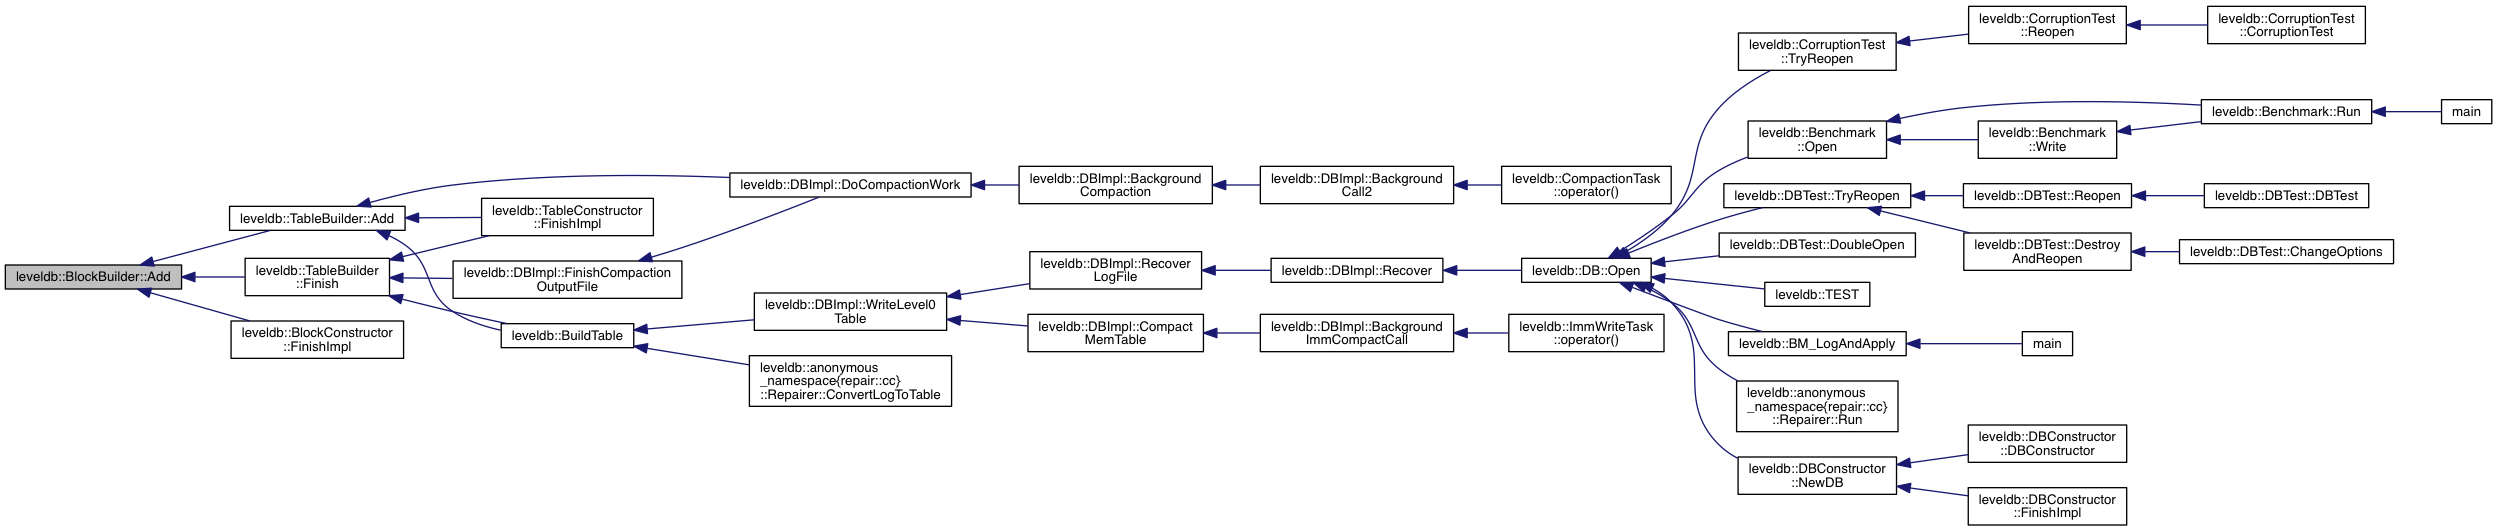 leveldb::BlockBuilder::Add
leveldb::TableBuilder::Add
leveldb::TableBuilder
::Finish
leveldb::BlockConstructor
::FinishImpl
leveldb::TableConstructor
::FinishImpl
leveldb::DBImpl::FinishCompaction
OutputFile
leveldb::BuildTable
leveldb::DBImpl::DoCompactionWork
leveldb::DBImpl::WriteLevel0
Table
leveldb::anonymous
_namespace{repair::cc}
::Repairer::ConvertLogToTable
leveldb::DBImpl::Background
Compaction
leveldb::DBImpl::Recover
LogFile
leveldb::DBImpl::Compact
MemTable
leveldb::DBImpl::Background
Call2
leveldb::DBImpl::Recover
leveldb::DBImpl::Background
ImmCompactCall
leveldb::CompactionTask
::operator()
leveldb::DB::Open
leveldb::ImmWriteTask
::operator()
leveldb::CorruptionTest
::TryReopen
leveldb::Benchmark
::Open
leveldb::DBTest::TryReopen
leveldb::DBTest::DoubleOpen
leveldb::TEST
leveldb::BM_LogAndApply
leveldb::anonymous
_namespace{repair::cc}
::Repairer::Run
leveldb::DBConstructor
::NewDB
leveldb::CorruptionTest
::Reopen
leveldb::Benchmark
::Write
leveldb::DBTest::Reopen
leveldb::DBTest::Destroy
AndReopen
main
leveldb::DBConstructor
::DBConstructor
leveldb::DBConstructor
::FinishImpl
leveldb::CorruptionTest
::CorruptionTest
leveldb::Benchmark::Run
leveldb::DBTest::DBTest
leveldb::DBTest::ChangeOptions
main